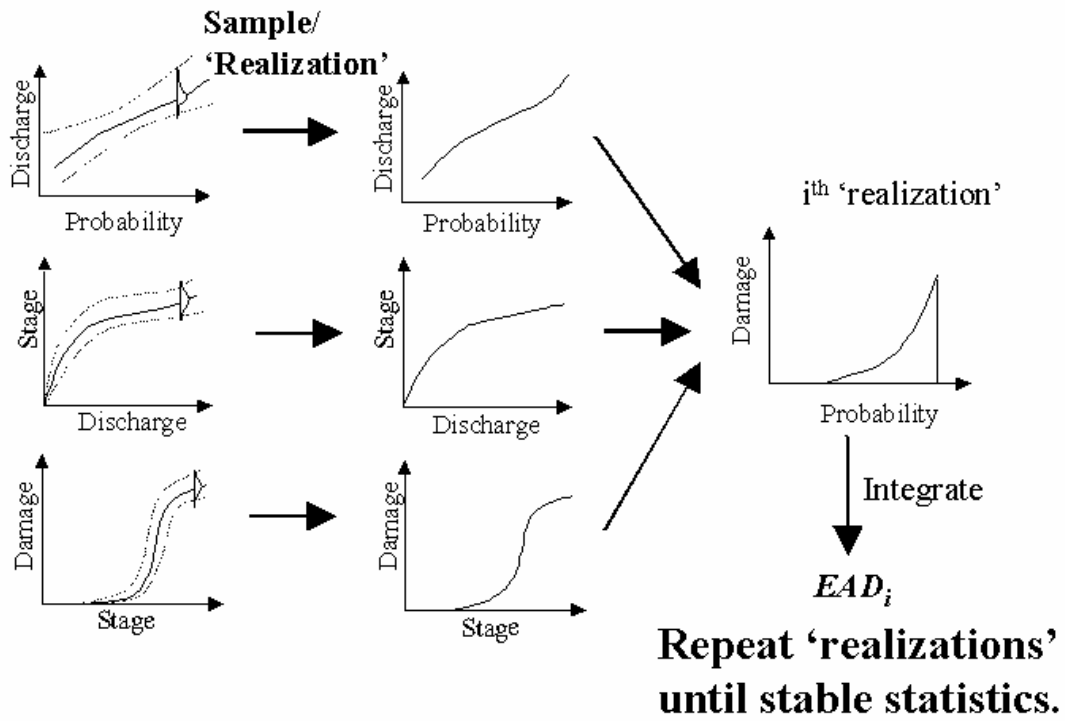 Sample/
‘Realization’
Discharge
Probability
Discharge
Probability
Stage
Discharge
Stage
Discharge
Damage
Stage
Damage
Stage
ith ‘realization’
Damage
Probability
Integrate
EADi
Repeat ‘realizations’
until stable statistics.